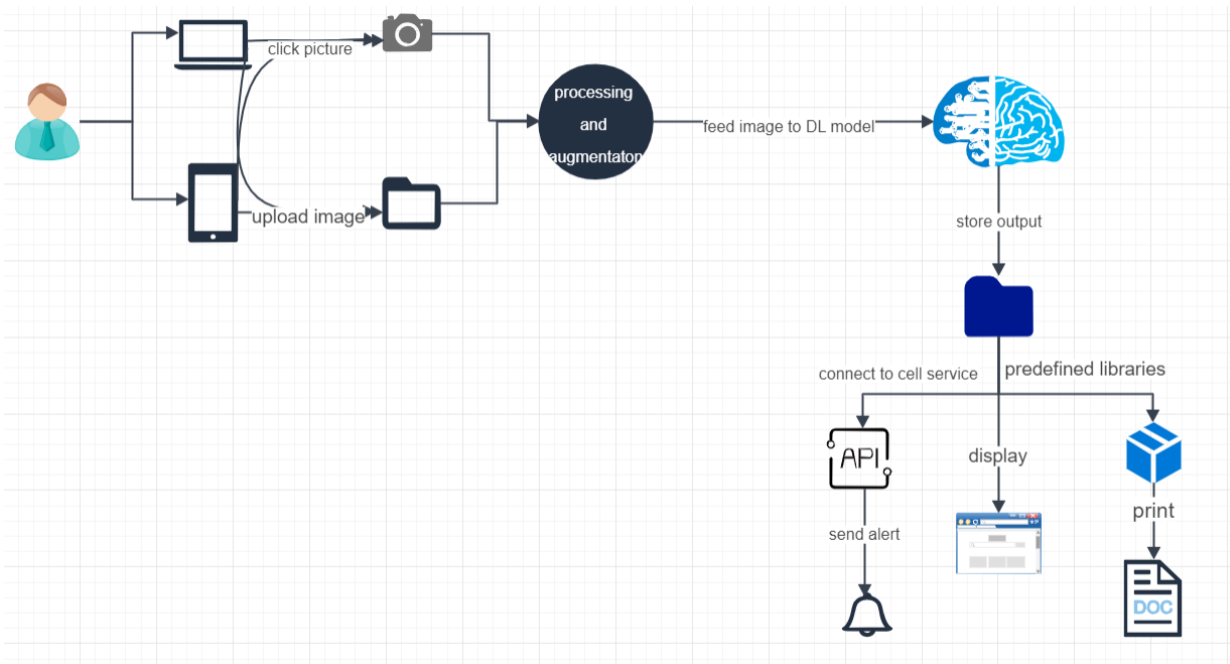 click picture
upload image
processing
and
augmentaton
feed image to DL model
store output
connect to cell service
predefined libraries
API
display
print
send alert
DOC